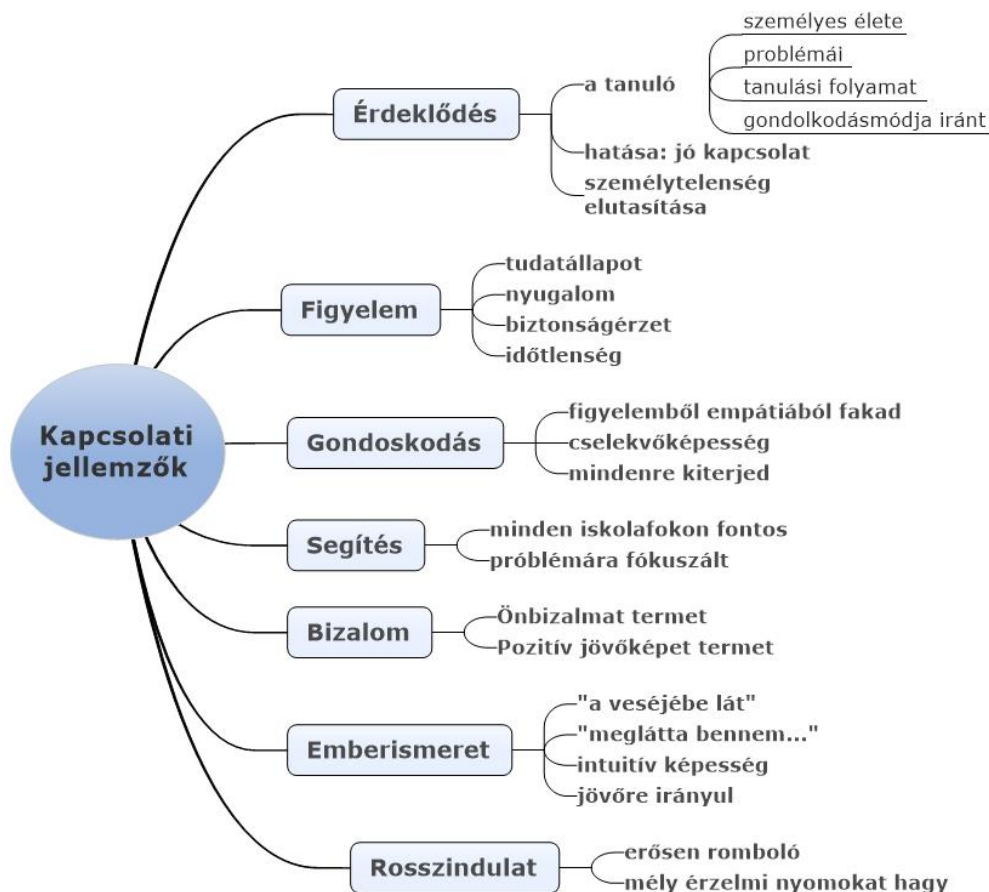 Kapcsolati
jellemzők
Érdeklődés
a tanuló
személyes élete
problémái
tanulási folyamat
gondolkodásmódja iránt
hatása: jó kapcsolat
személytelenség
elutasítása
Figyelem
tudatállapot
nyugalom
biztonságérzet
időtlenség
Gondoskodás
figyelemből empátiából fakad
cselekvőképesség
mindenre kiterjed
Segítés
minden iskolafokon fontos
próblémára fókuszált
Bizalom
Önbizalmat termet
Pozitív jövőképet termet
Emberismeret
"a veséjébe lát"
"meglátta bennem..."
intuitív képesség
jövőre irányul
Rosszindulat
erősen romboló
mély érzelmi nyomokat hagy